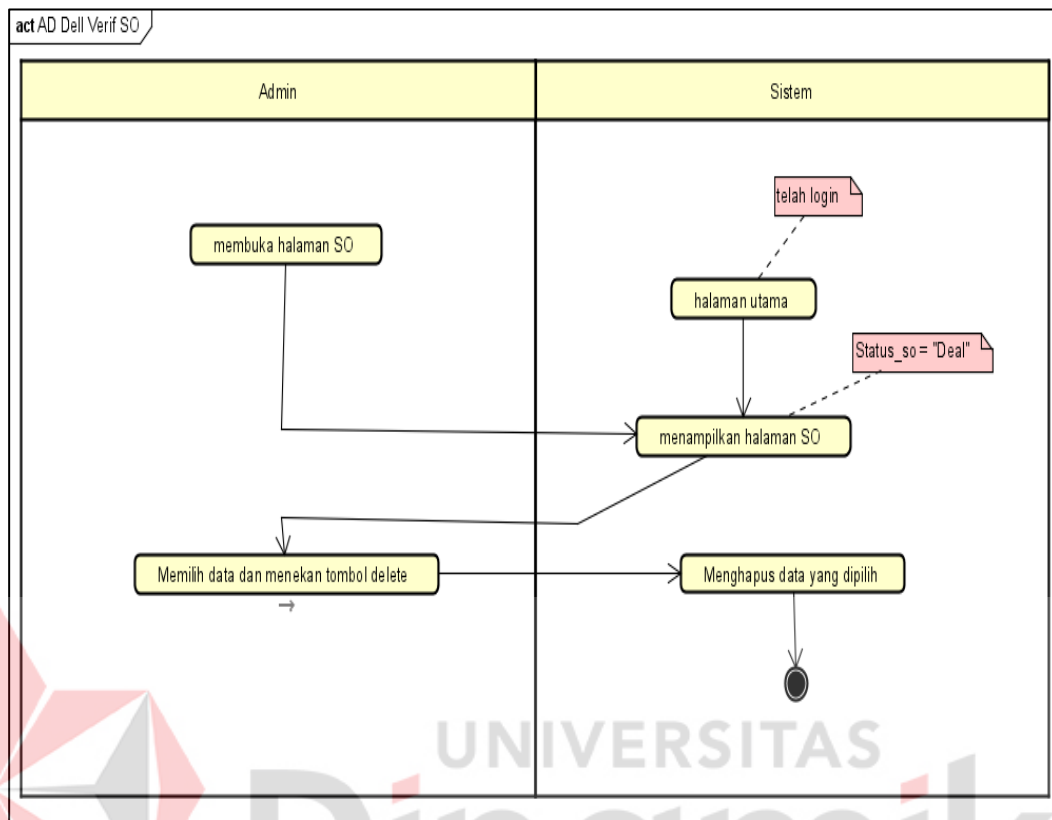 act AD Dell Verif SO
Admin
Sistem
telah login
membuka halaman SO
halaman utama
Status_so = "Deal"
menampilkan halaman SO
Memilih data dan menekan tombol delete
Menghapus data yang dipilih
UNIVERSITAS